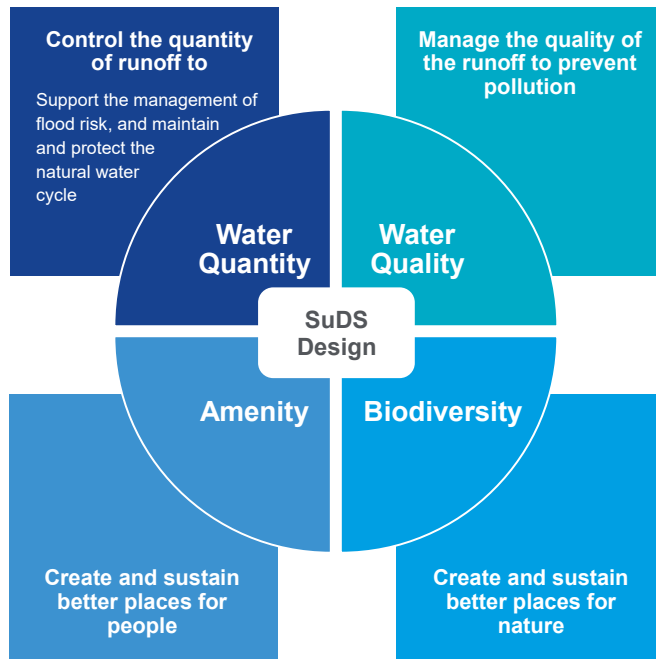 Control the quantity
of runoff to
Support the management of
flood risk, and maintain
and protect the
natural water
cycle
Manage the quality of
the runoff to prevent
pollution
Water
Quantity
Water
Quality
SuDS
Design
Amenity
Biodiversity
Create and sustain
better places for
people
Create and sustain
better places for
nature